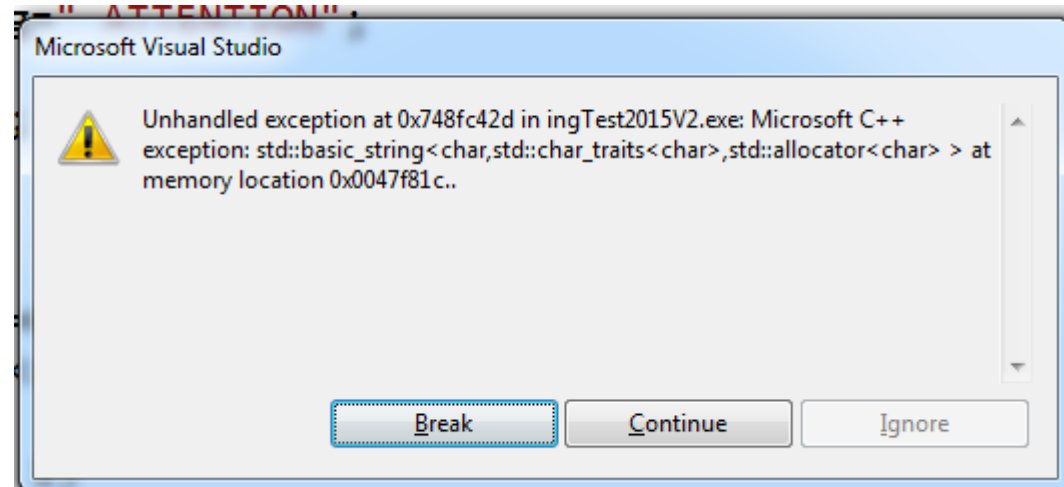 =" ATTENTION";
Microsoft Visual Studio
Unhandled exception at 0x748fc42d in ingTest2015V2.exe: Microsoft C++
exception: std::basic_string<char,std::char_traits<char>,std::allocator<char> > at
memory location 0x0047f81c..
Break
Continue
Ignore